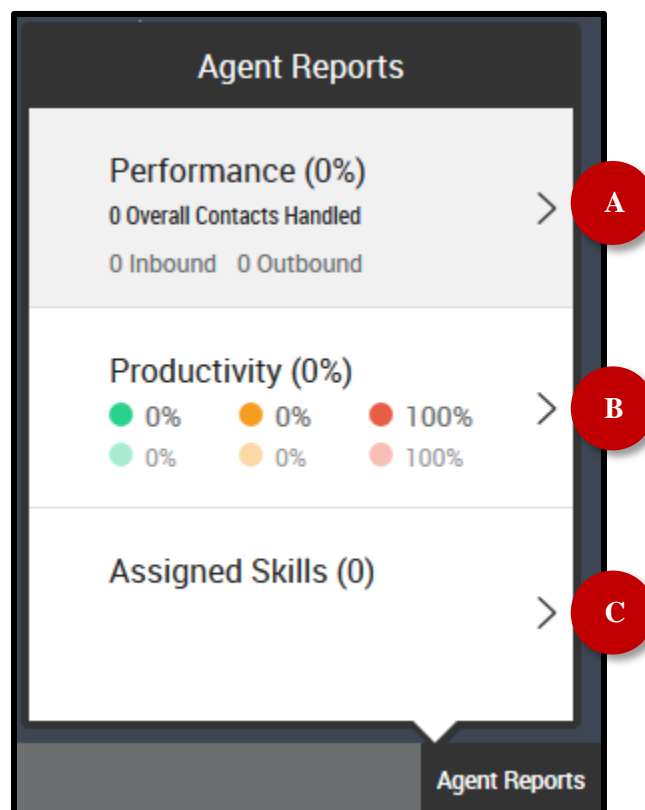 Agent Reports
Performance (0%)
0 Overall Contacts Handled
0 Inbound 0 Outbound
A
Productivity (0%)
0% 0% 100%
0% 0% 100%
B
Assigned Skills (0)
C
Agent Reports